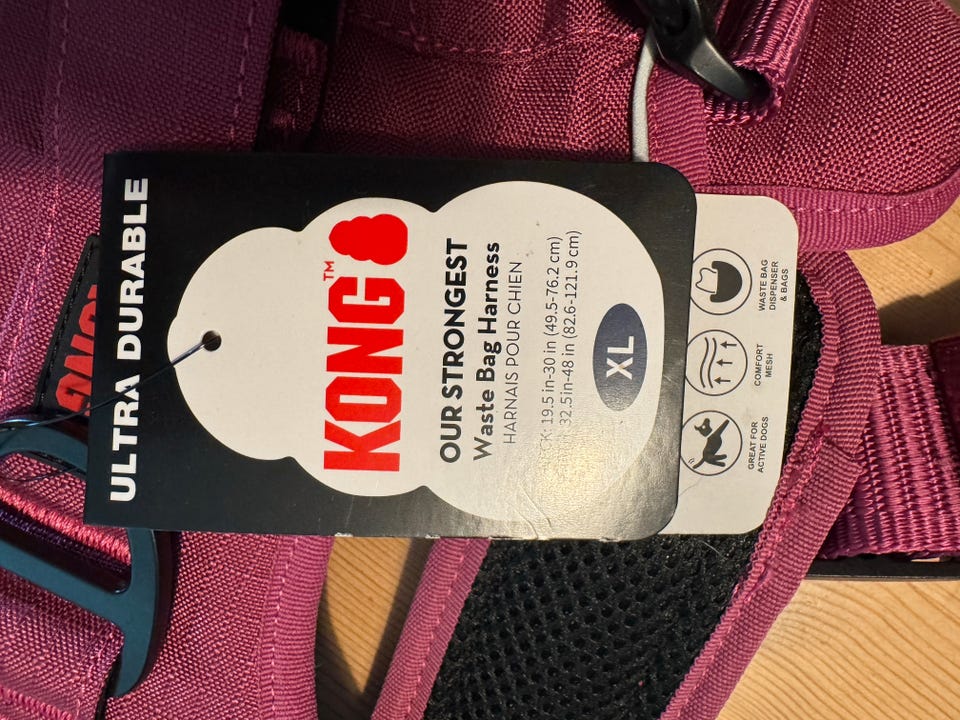 ULTRA DURABLE
KONG™
OUR STRONGEST
Waste Bag Harness
HARNAIS POUR CHIEN
19.5 in-30 in (49.5-76.2 cm)
32.5in-48 in (82.6-121.9 cm)
XL
WASTE BAG
DISPENSER
& BAGS
COMFORT
MESH
GREAT FOR
ACTIVE DOGS